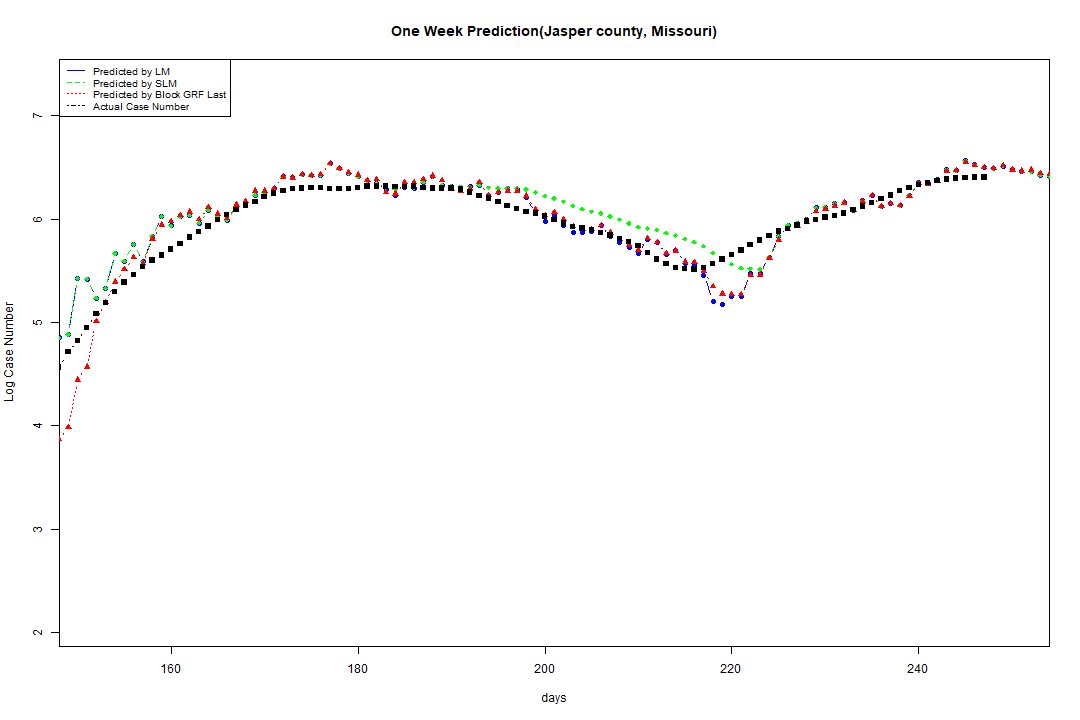 One Week Prediction(Jasper county, Missouri)
Predicted by LM
Predicted by SLM
Predicted by Block GRF Last
Actual Case Number
7
6
5
4
3
2
Log Case Number
160 180 200 220 240
days